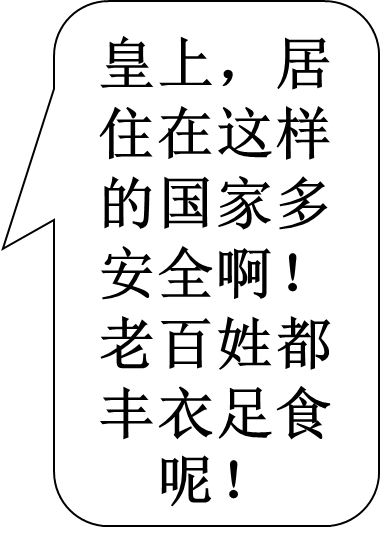 皇上，居
住在这样
的国家多
安全啊！
老百姓都
丰衣足食
呢！